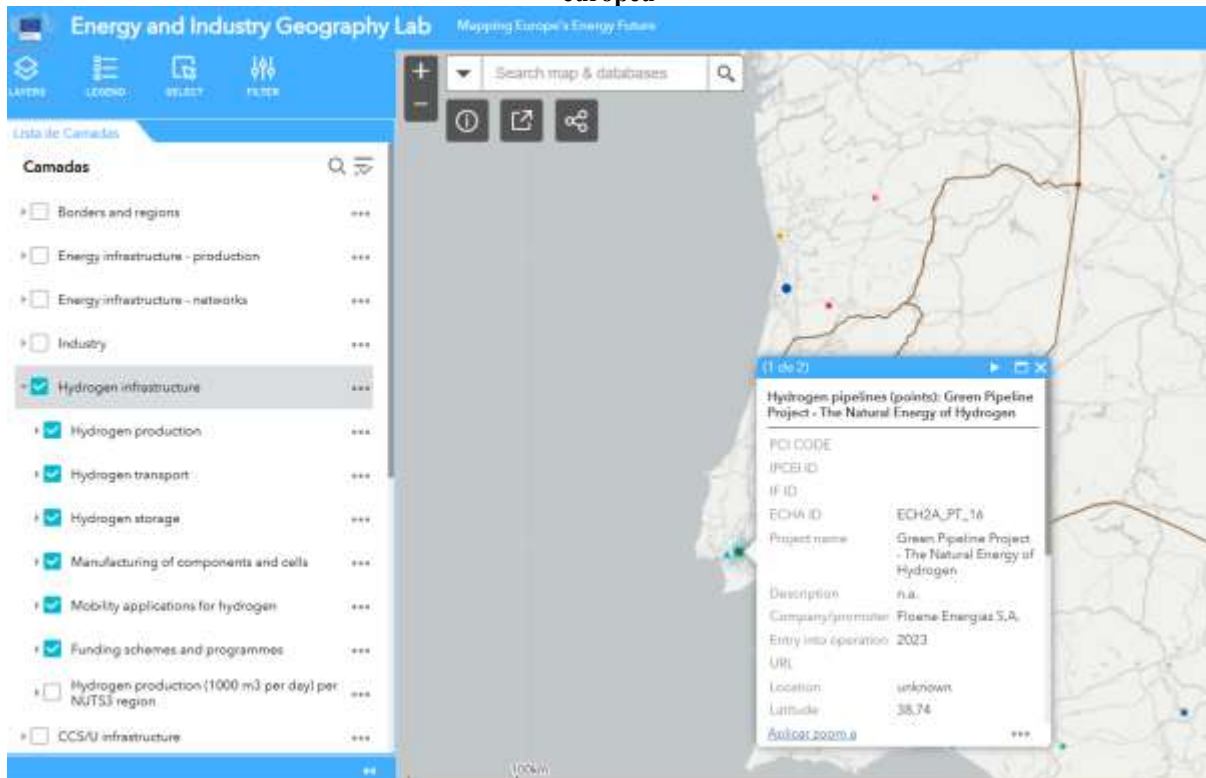 europeu
Energy and Industry Geography Lab
Mapping Europe's Energy Future
LAYERS
LEGEND
SELECT
FILTER
Search map & databases
Lista de Camadas
Camadas
Borders and regions
Energy infrastructure - production
Energy infrastructure - networks
Industry
Hydrogen infrastructure
Hydrogen production
Hydrogen transport
Hydrogen storage
Manufacturing of components and cells
Mobility applications for hydrogen
Funding schemes and programmes
Hydrogen production (1000 m3 per day) per
NUTS3 region
CCS/U infrastructure
(1 de 2)
Hydrogen pipelines (points): Green Pipeline
Project - The Natural Energy of Hydrogen
PCI CODE
IPCEI ID
IF ID
ECHA ID ECH2A_PT_16
Project name Green Pipeline Project
- The Natural Energy of
Hydrogen
Description n.a.
Company/promoter Floene Energias S.A.
Entry into operation 2023
URL
Location unknown
Latitude 38,74
Aplicar zoom a
100km